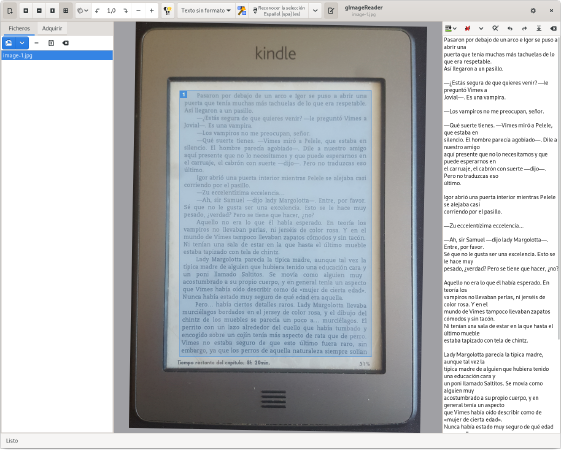 gImageReader
image-1.jpg
1,0
Texto sin formato
Reconocer la selección
Español [spa|es]
Ficheros
Adquirir
image-1.jpg
kindle
1
Pasaron por debajo de un arco e Igor se puso a abrir una
puerta que tenía muchas más tachuelas de lo que era respetable.
Así llegaron a un pasillo.
—¿Estás segura de que quieres venir? —le preguntó Vimes a
Jovial—. Es una vampira.
—Los vampiros no me preocupan, señor.
—Qué suerte tienes. —Vimes miró a Pelele, que estaba en
silencio. El hombre parecía agobiado—. Dile a nuestro amigo
aquí presente que no lo necesitamos y que puede esperarnos en
el carruaje, al cabrón con suerte —dijo—. Pero no traduzcas eso
último.
Igor abrió una puerta interior mientras Pelele se alejaba casi
corriendo por el pasillo.
—Zu eccelentízima eccelencia...
—Ah, sir Samuel —dijo lady Margolotta—. Entre, por favor.
Sé que no le gusta ser una excelencia. Esto se le hace muy
pesado, ¿verdad? Pero se tiene que hacer, ¿no?
Aquello no era lo que él había esperado. En teoría los
vampiros no llevaban perlas, ni jerséis de color rosa. Y en el
mundo de Vimes tampoco llevaban zapatos cómodos y sin tacón.
Ni tenían una sala de estar en la que hasta el último mueble
estaba tapizado con tela de chintz.
Lady Margolotta parecía la típica madre, aunque tal vez la
típica madre de alguien que hubiera tenido una educación cara y
un poni llamado Saltitos. Se movía como alguien muy
acostumbrado a su propio cuerpo, y en general tenía un aspecto
que Vimes había oído describir como de «mujer de cierta edad».
Nunca había estado muy seguro de qué edad era aquella.
Pero... había ciertos detalles raros. Lady Margolotta llevaba
murciélagos bordados en el jersey de color rosa, y el dibujo del
chintz de los muebles se parecía un poco a... murciélagos. El
perrito con un lazo alrededor del cuello que había tumbado y
encogido sobre un cojín tenía más aspecto de rata que de perro.
Vimes no estaba seguro de que esto último fuera raro, sin
embargo, ya que los perros de aquella naturaleza siempre solían
Tiempo restante del capítulo:
31%
Pasaron por debajo de un arco e Igor se puso a
abrir una
puerta que tenía muchas más tachuelas de lo
que era respetable.
Así llegaron a un pasillo.
—¿Estás segura de que quieres venir? —le
preguntó Vimes a
Jovial—. Es una vampira.
—Los vampiros no me preocupan, señor.
—Qué suerte tienes. —Vimes miró a Pelele,
que estaba en
silencio. El hombre parecía agobiado—. Dile a
nuestro amigo
aquí presente que no lo necesitamos y que
puede esperarnos en
el carruaje, el cabrón con suerte —dijo—.
Pero no traduzcas eso
último.
Igor abrió una puerta interior mientras Pelele
se alejaba casi
corriendo por el pasillo.
—Zu eccelentízima eccelencia...
—Ah, sir Samuel —dijo lady Margolotta—.
Entre, por favor.
Sé que no le gusta ser una excelencia. Esto se
le hace muy
pesado, ¿verdad? Pero se tiene que hacer, ¿no?
Aquello no era lo que él había esperado. En
teoría los
vampiros no llevaban perlas, ni jerséis de
color rosa. Y en el
mundo de Vimes tampoco llevaban zapatos
cómodos y sin tacón.
Ni tenían una sala de estar en la que hasta el
último mueble
estaba tapizado con tela de chintz.
Lady Margolotta parecía la típica madre,
aunque tal vez la
típica madre de alguien que hubiera tenido
una educación cara y
un poni llamado Saltitos. Se movía como
alguien muy
acostumbrado a su propio cuerpo, y en
general tenía un aspecto
que Vimes había oído describir como de
«mujer de cierta edad».
Nunca había estado muy seguro de qué edad
Listo